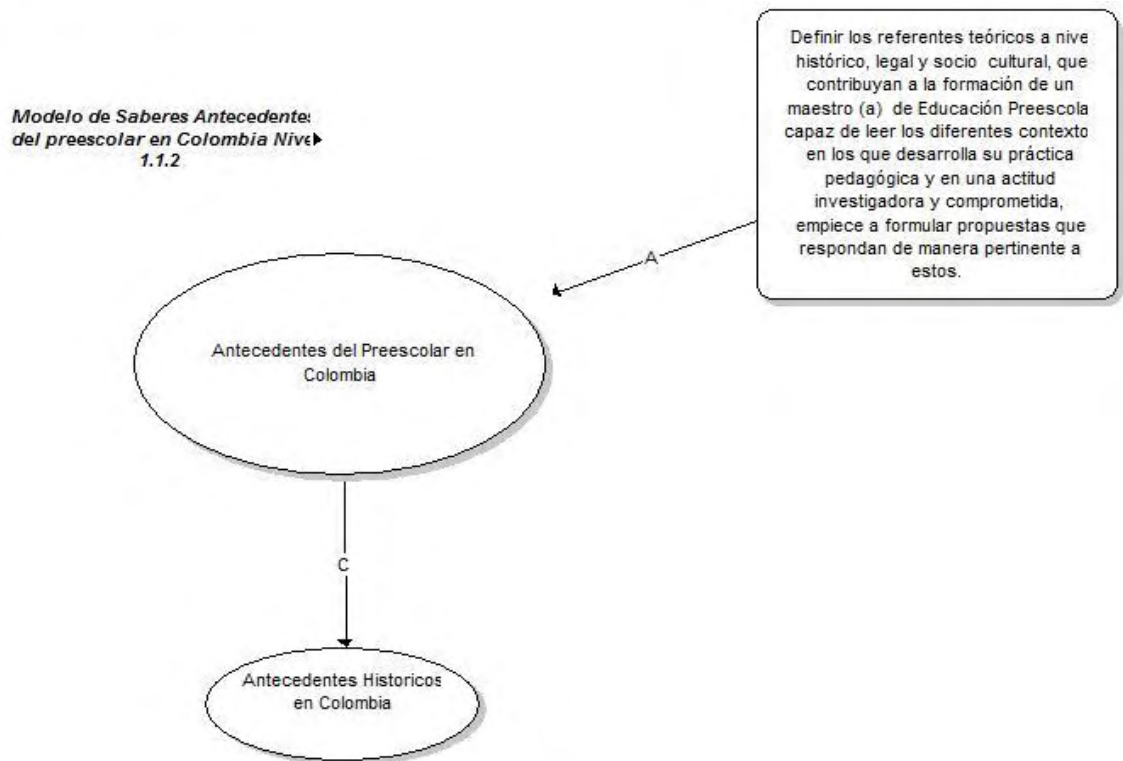 Modelo de Saberes Antecedentes
del preescolar en Colombia Nive
1.1.2
Definir los referentes teóricos a nive
histórico, legal y socio cultural, que
contribuyan a la formación de un
maestro (a) de Educación Preescola
capaz de leer los diferentes contexto
en los que desarrolla su práctica
pedagógica y en una actitud
investigadora y comprometida,
empiece a formular propuestas que
respondan de manera pertinente a
estos.
A
Antecedentes del Preescolar en
Colombia
C
Antecedentes Historicos
en Colombia